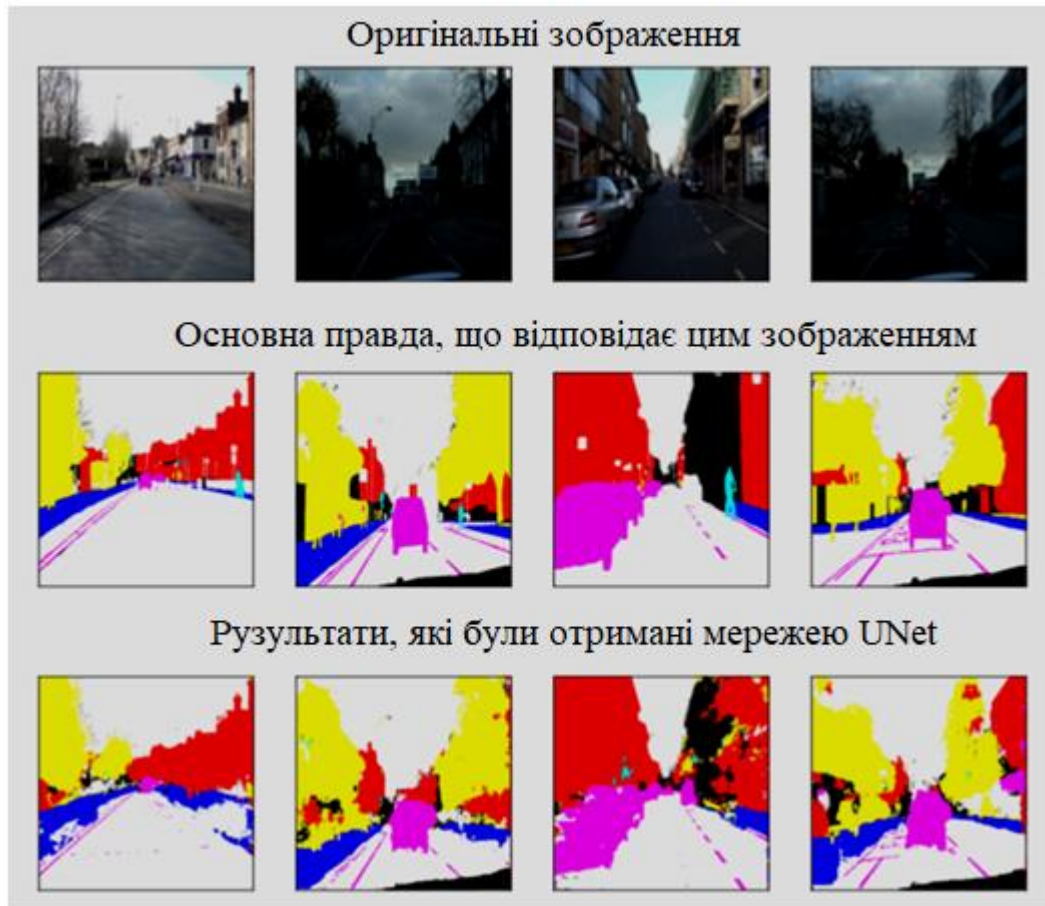 Оригінальні зображення
Основна правда, що відповідає цим зображенням
Рузультати, які були отримані мережею UNet